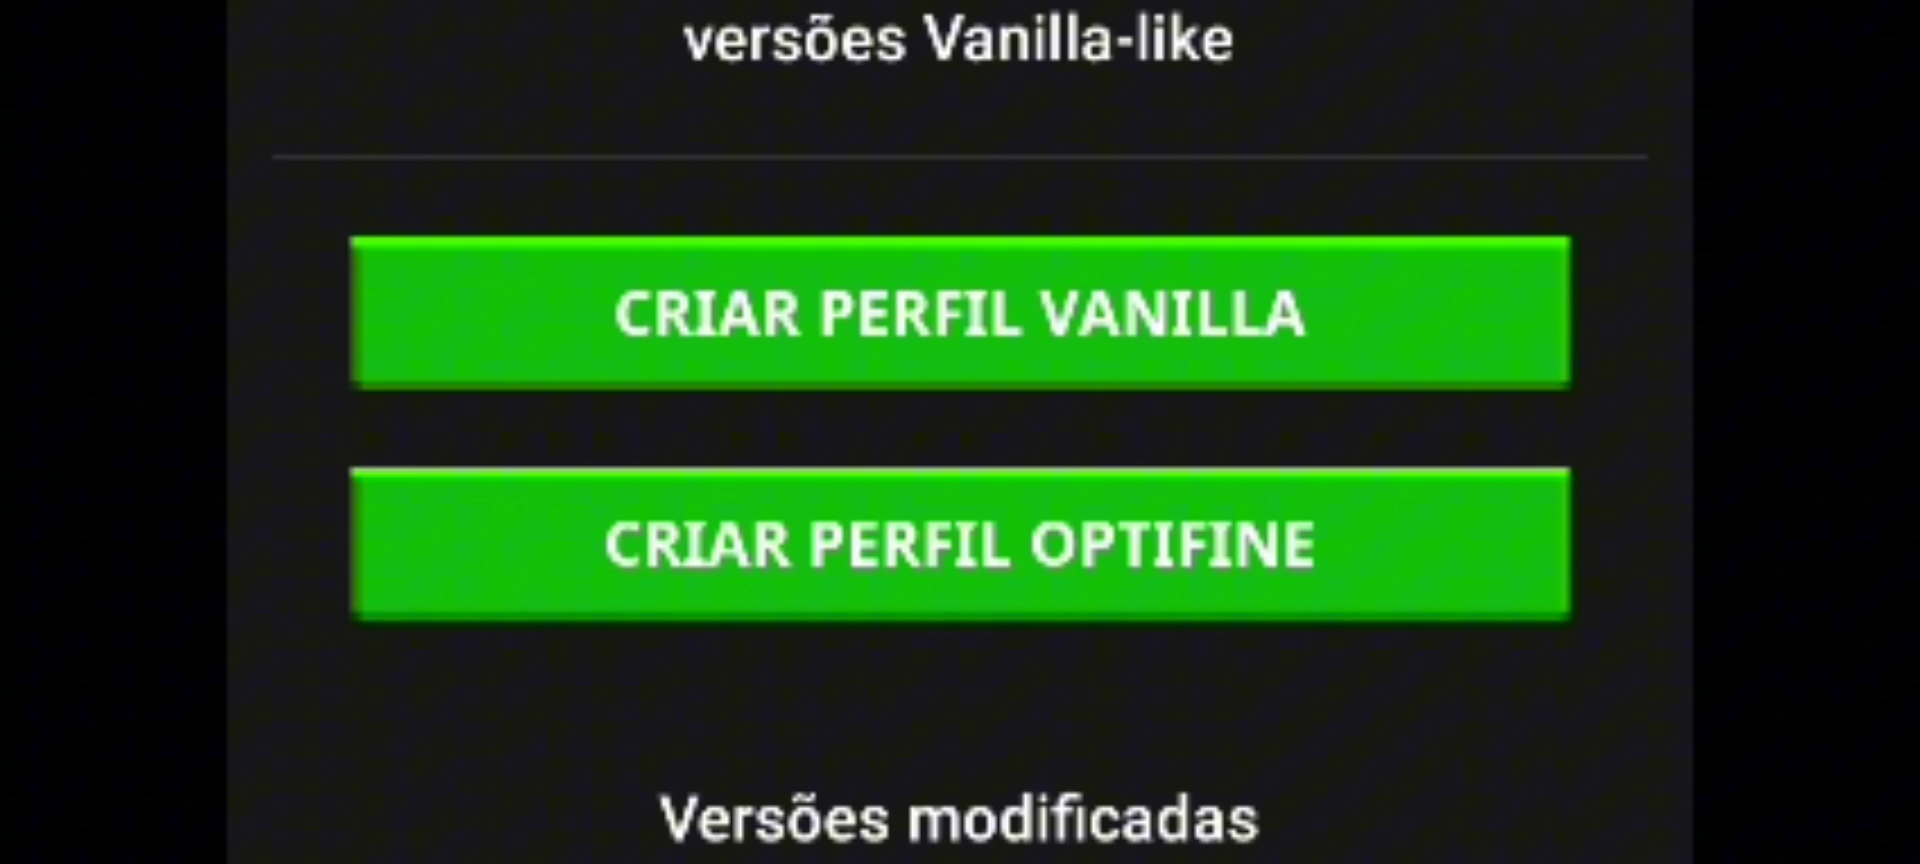 versões Vanilla-like
CRIAR PERFIL VANILLA
CRIAR PERFIL OPTIFINE
Versões modificadas